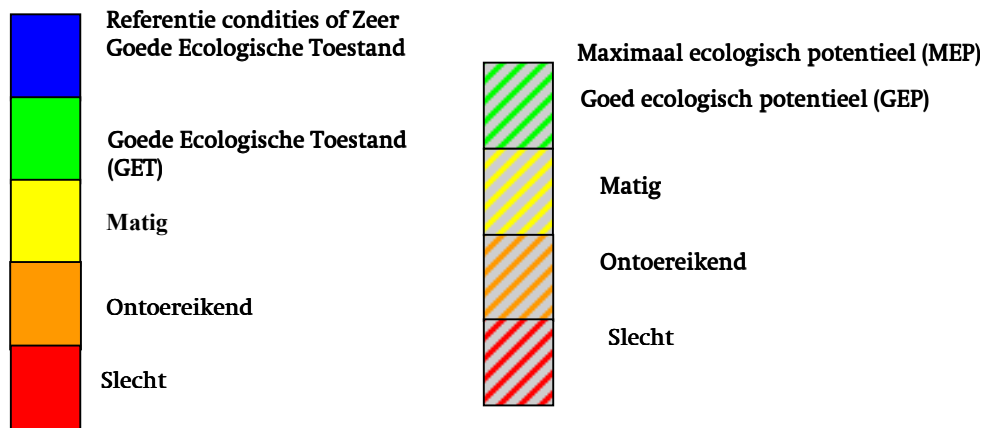 Referentie condities of Zeer
Goede Ecologische Toestand
Goede Ecologische Toestand
(GET)
Matig
Ontoereikend
Slecht
Maximaal ecologisch potentieel (MEP)
Goed ecologisch potentieel (GEP)
Matig
Ontoereikend
Slecht